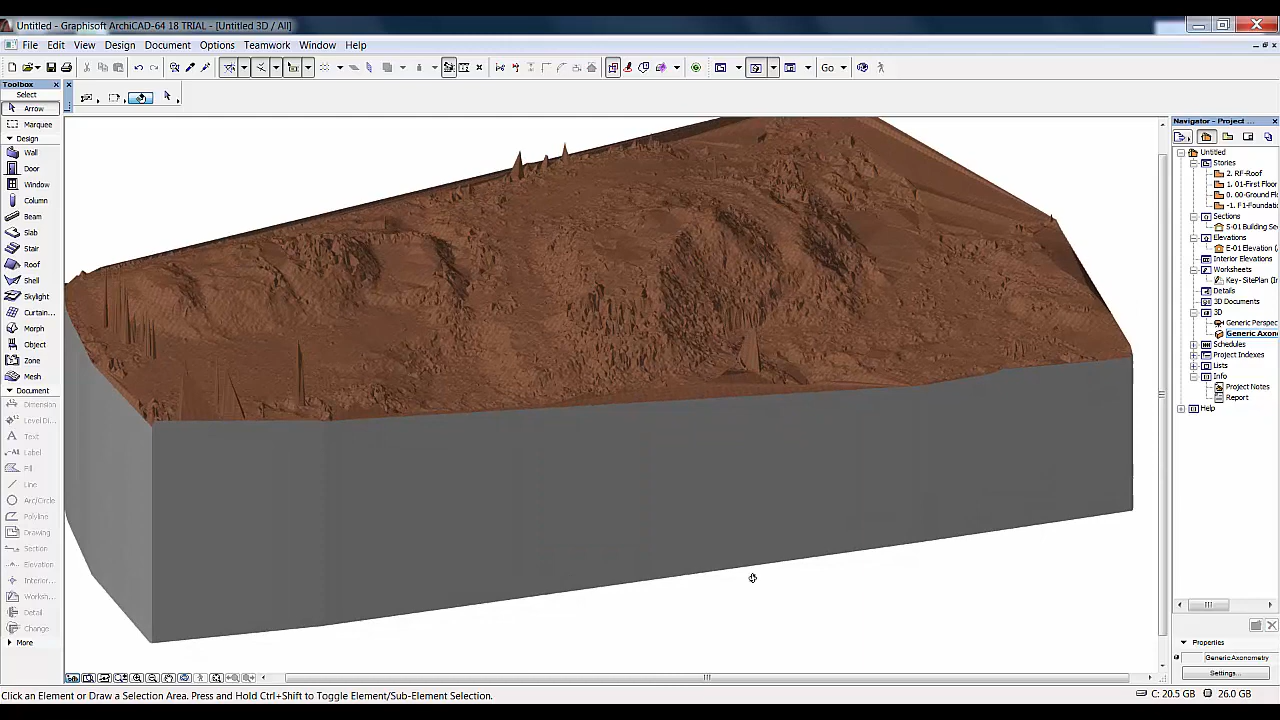 Untitled - Graphisoft ArchiCAD-64 18 TRIAL - [Untitled 3D / All]
File Edit View Design Document Options Teamwork Window Help
Go
Toolbox
Select
Arrow
Marquee
Design
Wall
Door
Window
Column
Beam
Slab
Stair
Roof
Shell
Skylight
Curtain...
Morph
Object
Zone
Mesh
Document
Dimension
Level Di...
Text
Label
Fill
Line
Arc/Circle
Polyline
Drawing
Section
Elevation
Interior...
Worksh...
Detail
Change
More
Navigator - Project ...
Untitled
Stories
2. RF-Roof
1. 01-First Floor
0. 00-Ground Fl
-1. F1-Foundatio
Sections
S-01 Building Se
Elevations
E-01 Elevation (
Interior Elevations
Worksheets
Key- SitePlan (In
Details
3D Documents
3D
Generic Perspec
Generic Axono
Schedules
Project Indexes
Lists
Info
Project Notes
Report
Help
Properties
GenericAxonometry
Settings...
Click an Element or Draw a Selection Area. Press and Hold Ctrl+Shift to Toggle Element/Sub-Element Selection.
C: 20.5 GB
26.0 GB